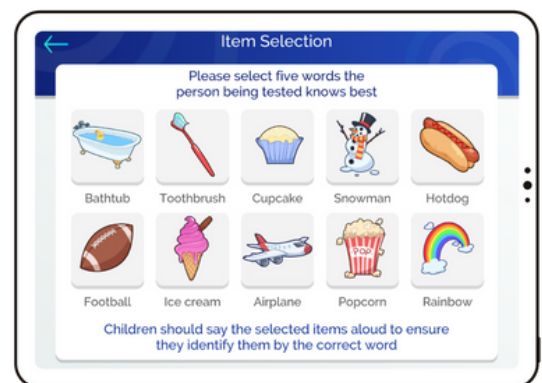 Item Selection
Please select five words the
person being tested knows best
Bathtub Toothbrush Cupcake Snowman Hotdog
POP
Football Ice cream Airplane Popcorn Rainbow
Children should say the selected items aloud to ensure
they identify them by the correct word